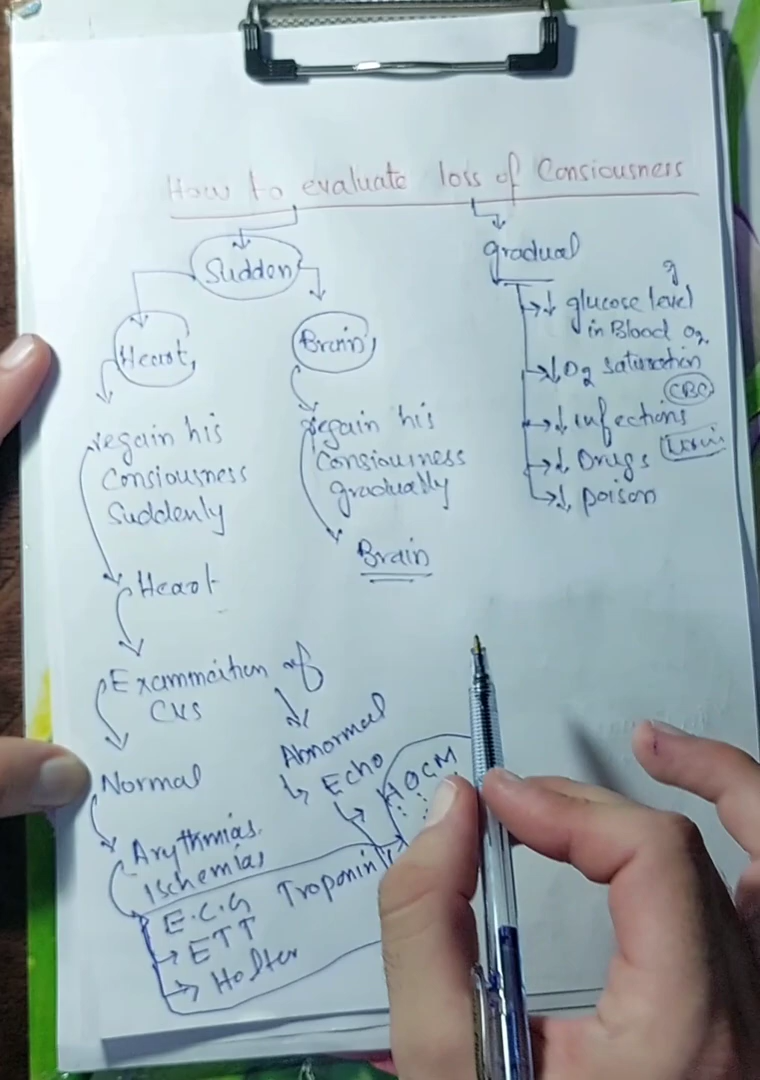 How to evaluate loss of Consiousness
Sudden
gradual
Heart
Brain
regain his
Consiousness
Suddenly
Heart
regain his
Consiousness
gradually
Brain
↓ glucose level
in Blood O2
↓ O2 saturation
CBC
↓ infections
↓ Drugs
↓ poison
Examination of
CVS
Normal
Abnormal
Echo
HOCM
Arythmias
Ischemias
E.C.G
Troponin
ETT
Holter